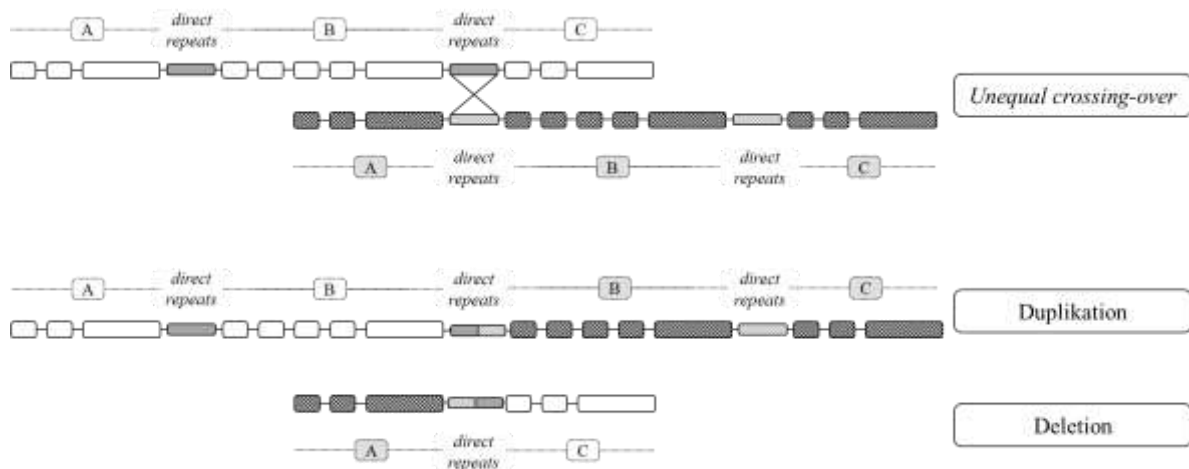 A
direct
repeats
B
direct
repeats
C
Unequal crossing-over
A
direct
repeats
B
direct
repeats
C
A
direct
repeats
B
direct
repeats
B
direct
repeats
C
Duplikation
Deletion
A
direct
repeats
C